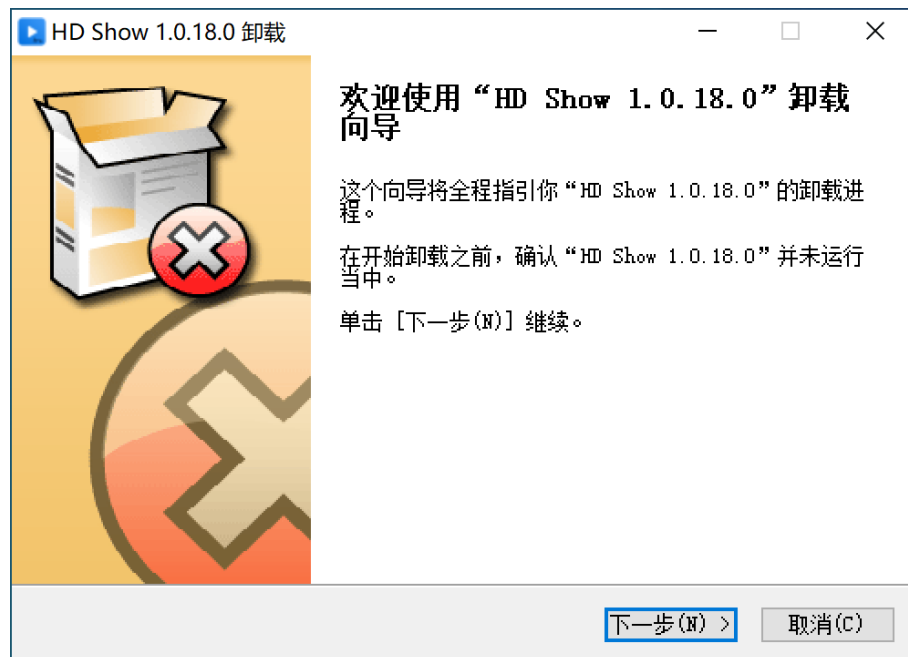 HD Show 1.0.18.0 卸载
欢迎使用“HD Show 1.0.18.0”卸载
向导
这个向导将全程指引你“HD Show 1.0.18.0”的卸载进
程。
在开始卸载之前，确认“HD Show 1.0.18.0”并未运行
当中。
单击 [下一步(N)] 继续。
下一步(N) >
取消(C)